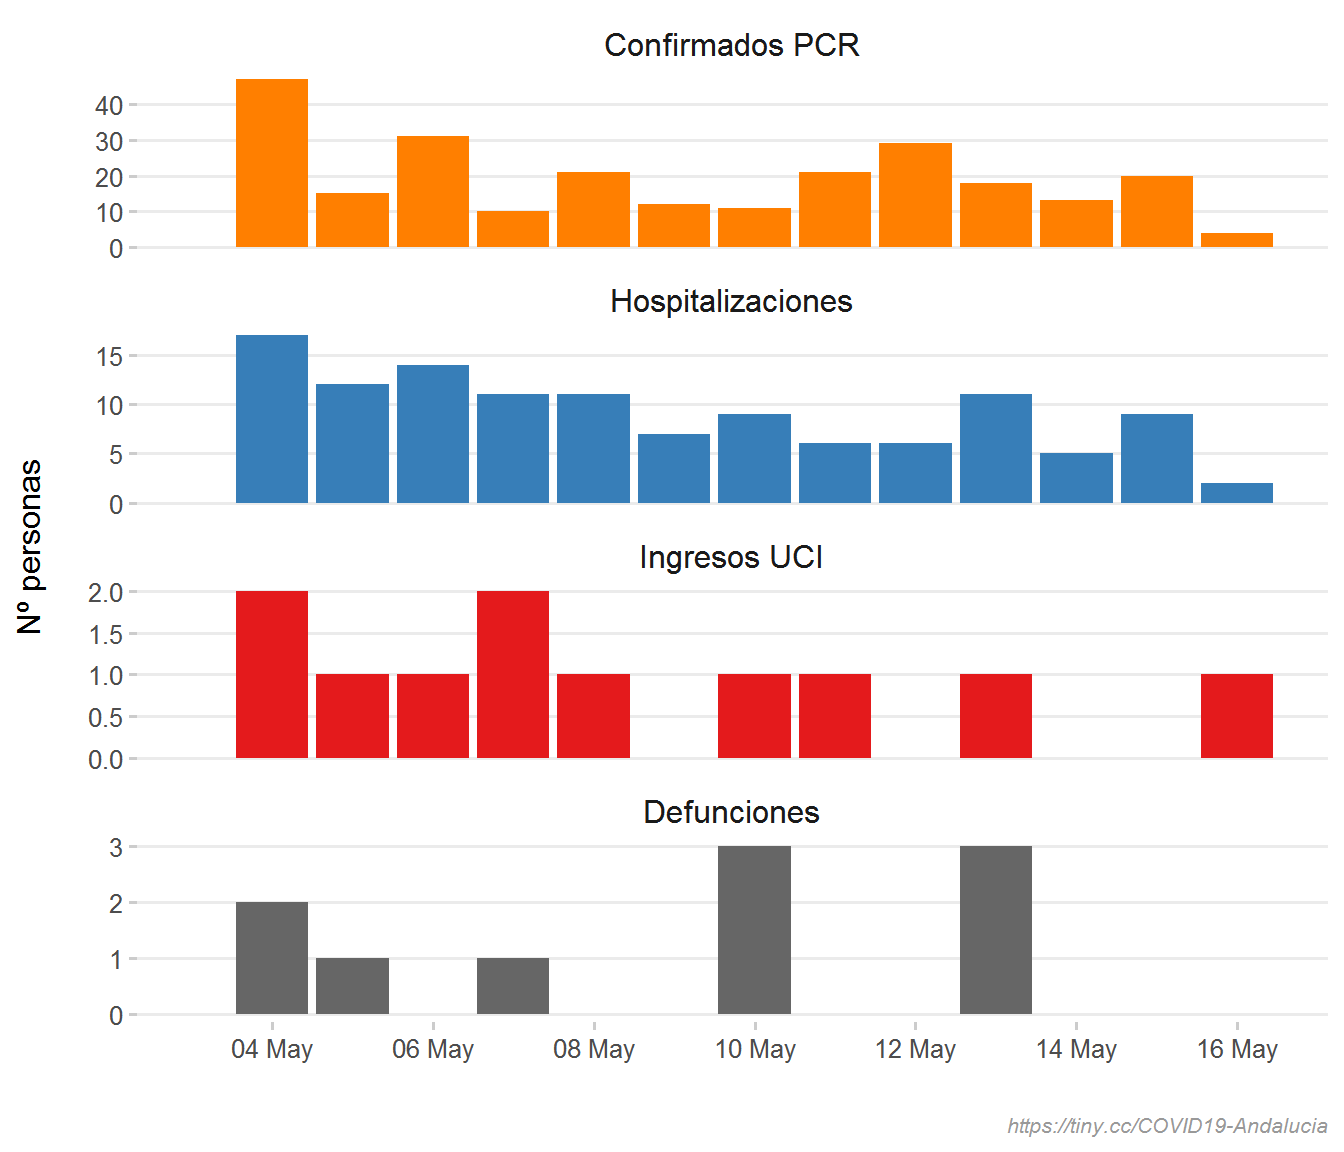 Confirmados PCR
40
30
20
10
0
Hospitalizaciones
15
10
5
0
Nº personas
Ingresos UCI
2.0
1.5
1.0
0.5
0.0
Defunciones
3
2
1
0
04 May 06 May 08 May 10 May 12 May 14 May 16 May
https://tiny.cc/COVID19-Andalucia